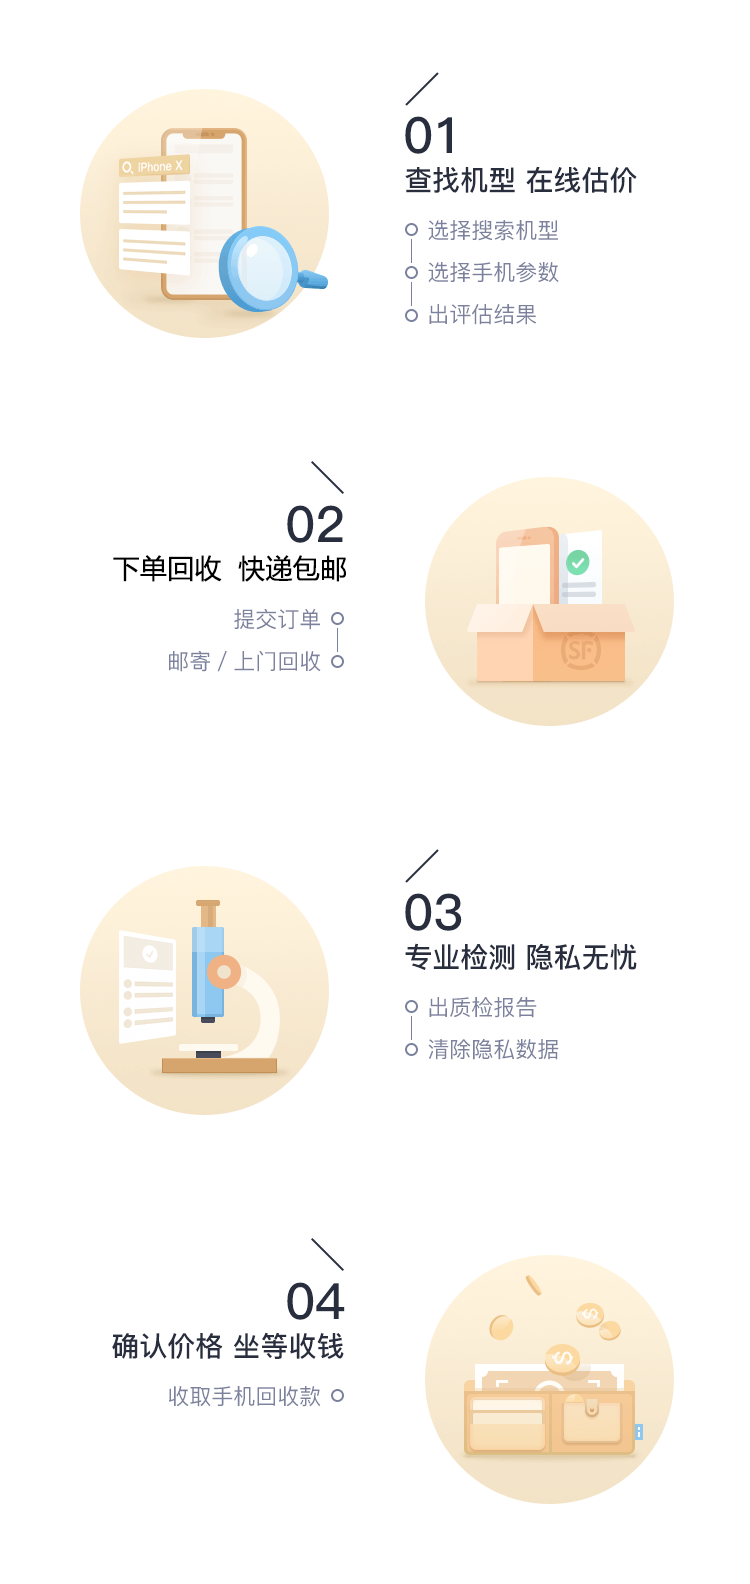 01
iPhone X
查找机型 在线估价
选择搜索机型
选择手机参数
出评估结果
02
下单回收 快递包邮
提交订单
邮寄 / 上门回收
SF
03
专业检测 隐私无忧
出质检报告
清除隐私数据
04
确认价格 坐等收钱
收取手机回收款
$
$